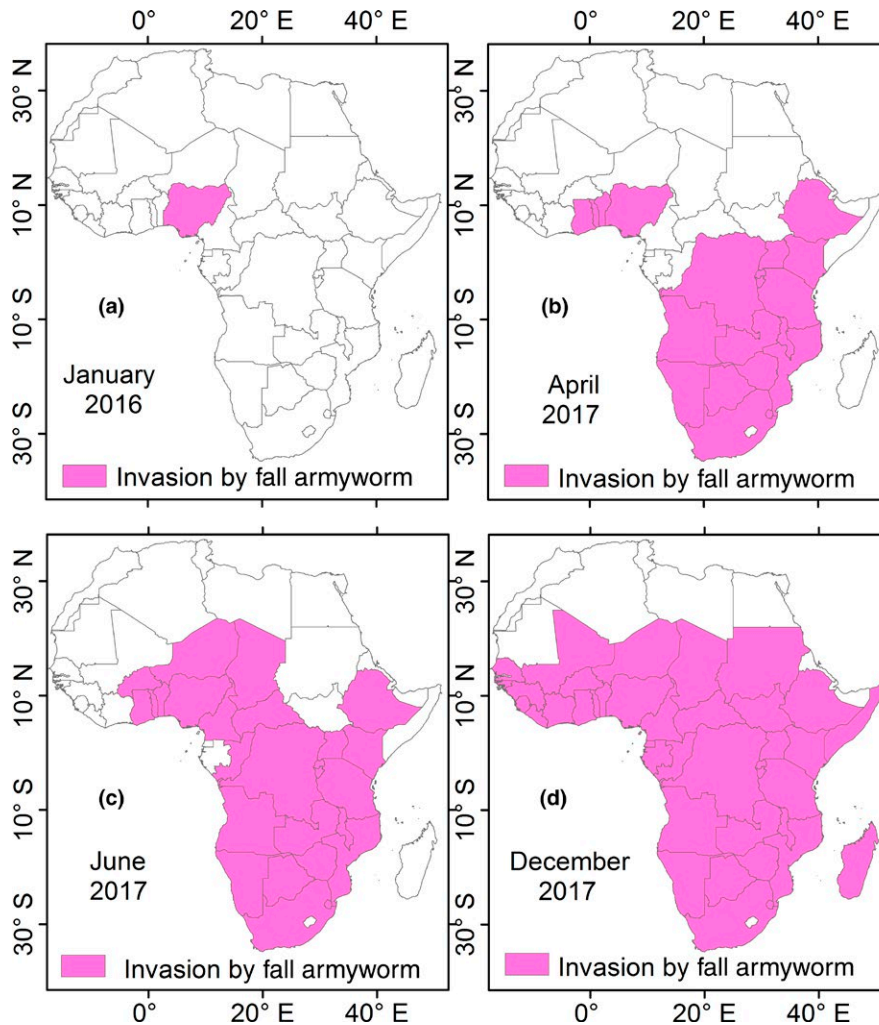 0° 20° E 40° E
0° 20° E 40° E
30° N
10° N
10° S
30° S
(a)
January
2016
Invasion by fall armyworm
30° N
10° N
10° S
30° S
(b)
April
2017
Invasion by fall armyworm
30° N
10° N
10° S
30° S
(c)
June
2017
Invasion by fall armyworm
30° N
10° N
10° S
30° S
(d)
December
2017
Invasion by fall armyworm
0° 20° E 40° E
0° 20° E 40° E